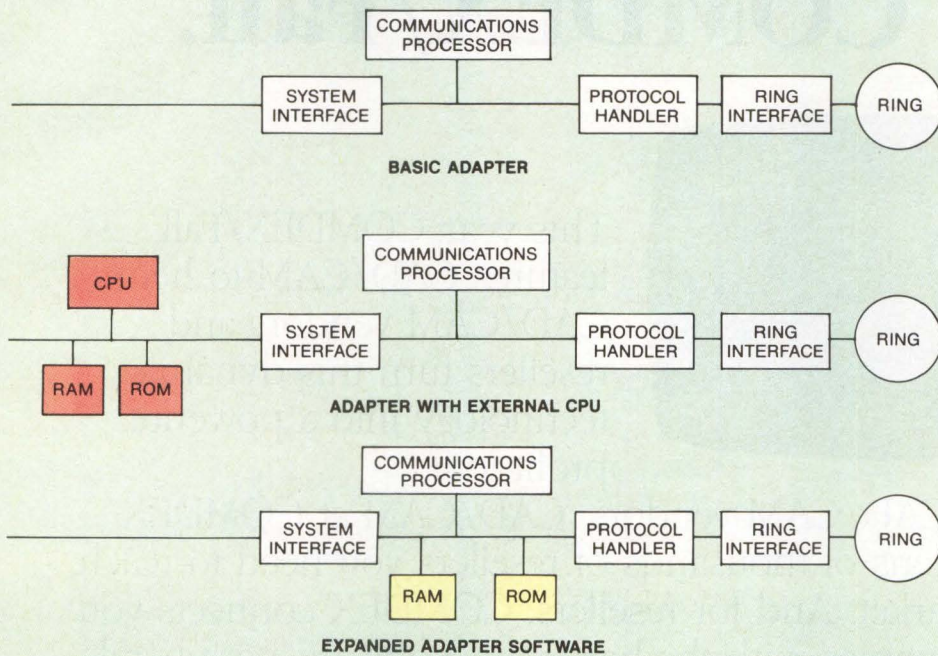 COMMUNICATIONS
PROCESSOR
SYSTEM
INTERFACE
PROTOCOL
HANDLER
RING
INTERFACE
RING
BASIC ADAPTER
COMMUNICATIONS
PROCESSOR
CPU
SYSTEM
INTERFACE
PROTOCOL
HANDLER
RING
INTERFACE
RING
RAM
ROM
ADAPTER WITH EXTERNAL CPU
COMMUNICATIONS
PROCESSOR
SYSTEM
INTERFACE
PROTOCOL
HANDLER
RING
INTERFACE
RING
RAM
ROM
EXPANDED ADAPTER SOFTWARE